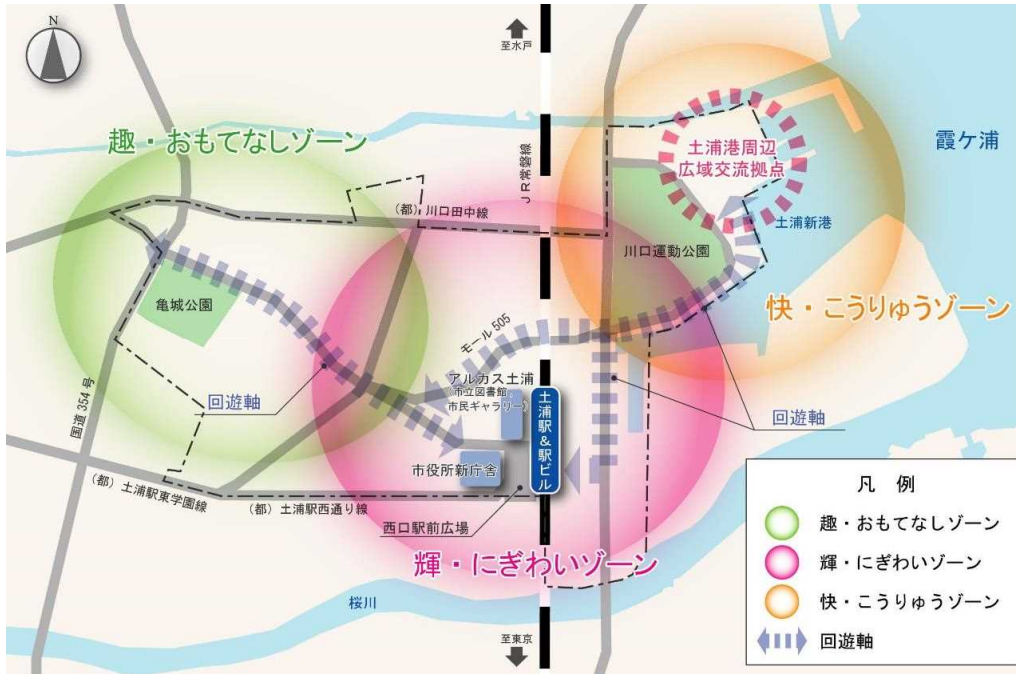 N
至水戸
趣・おもてなしゾーン
土浦港周辺
広域交流拠点
霞ケ浦
JR常磐線
(都)川口田中線
土浦新港
川口運動公園
亀城公園
快・こうりゅうゾーン
モール505
アルカス土浦
(市立図書館
市民ギャラリー)
回遊軸
土浦駅&駅ビル
回遊軸
国道354号
市役所新庁舎
(都)土浦駅東学園線
(都)土浦駅西通り線
西口駅前広場
輝・にぎわいゾーン
桜川
至東京
凡 例
趣・おもてなしゾーン
輝・にぎわいゾーン
快・こうりゅうゾーン
回遊軸